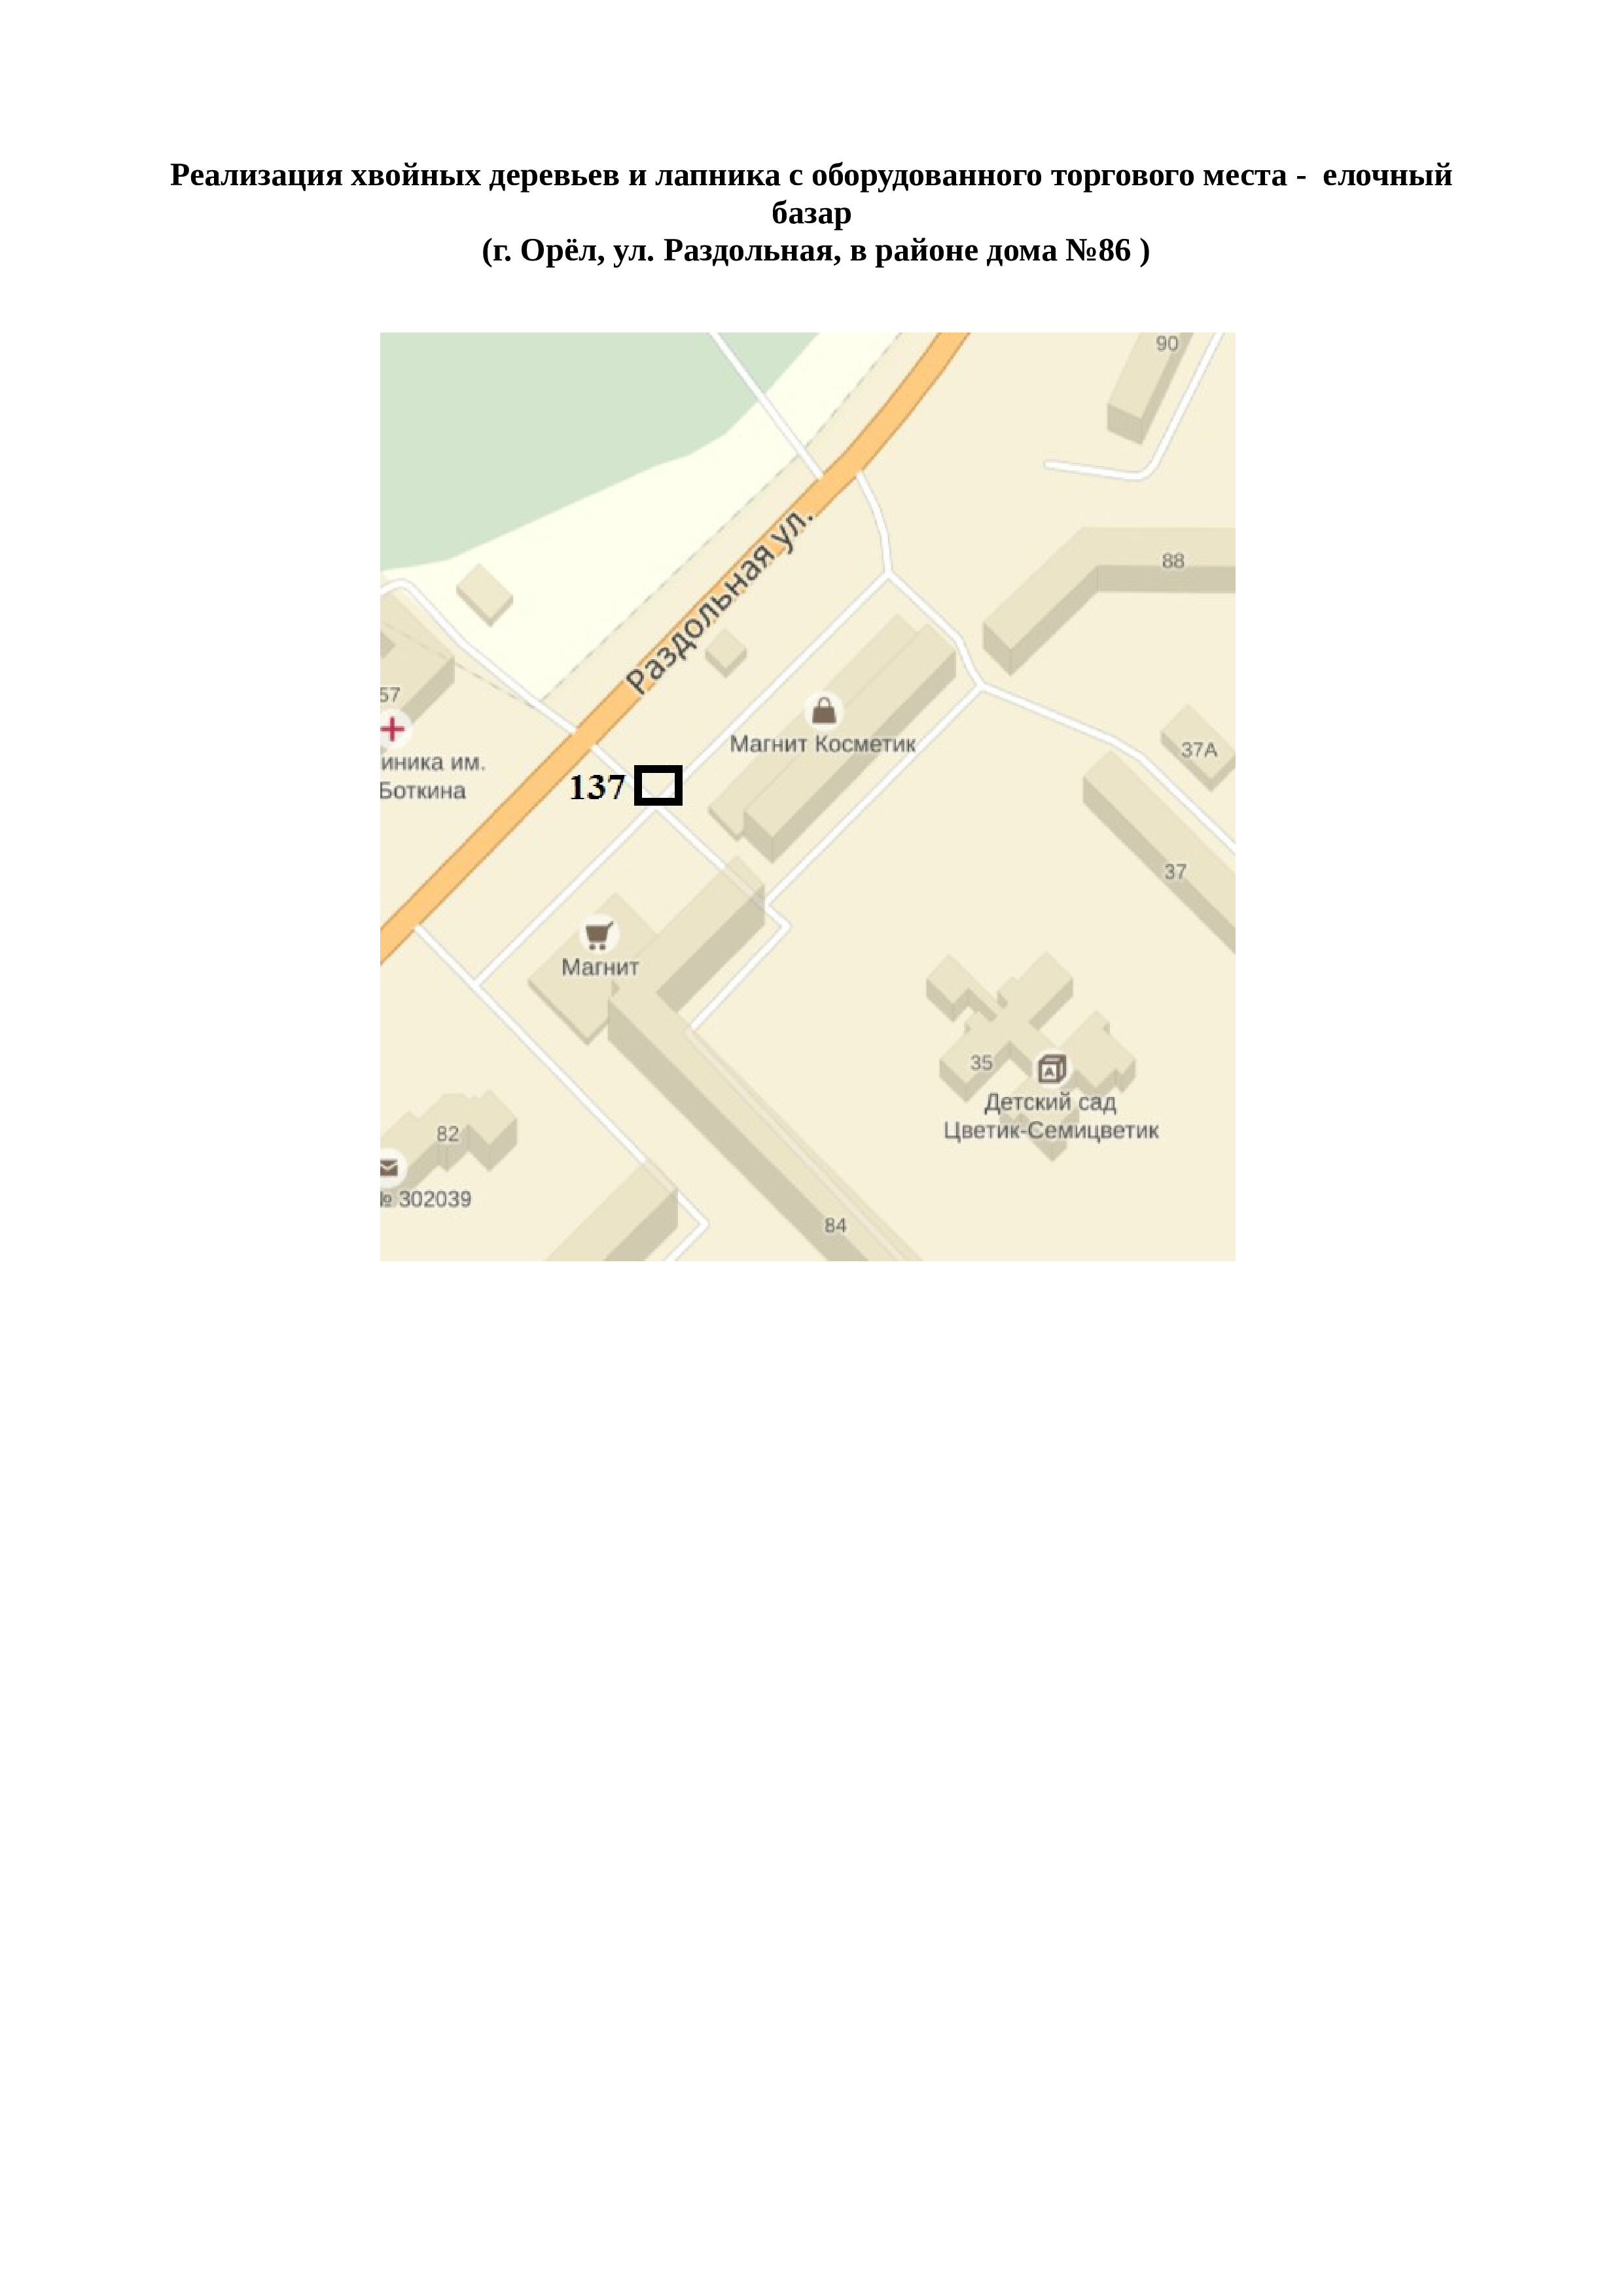 Реализация хвойных деревьев и лапника с оборудованного торгового места - елочный
базар
(г. Орёл, ул. Раздольная, в районе дома №86 )
90
Раздольная ул.
88
57
Магнит Косметик
37А
иника им.
Боткина
137
37
Магнит
35
Детский сад
Цветик-Семицветик
82
№ 302039
84